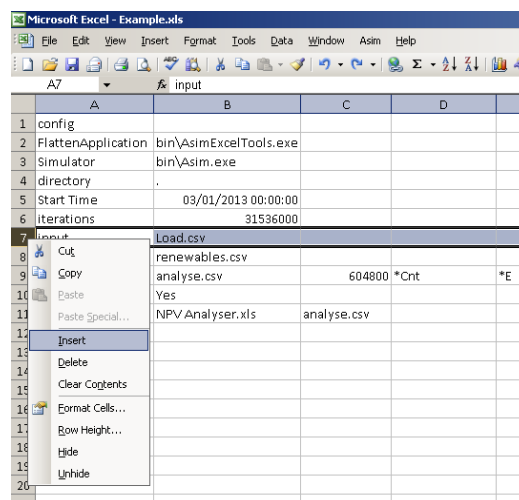 Microsoft Excel - Example.xls
File Edit View Insert Format Tools Data Window Asim Help
A7 fx input
A B C D
1 config
2 FlattenApplication bin\AsimExcelTools.exe
3 Simulator bin\Asim.exe
4 directory .
5 Start Time 03/01/2013 00:00:00
6 iterations 31536000
7 input Load.csv
8 renewables.csv
9 analyse.csv 604800 *Cnt *E
10 Yes
11 NPV Analyser.xls analyse.csv
12
13
14
15
16
17
18
19
20
Cut
Copy
Paste
Paste Special...
Insert
Delete
Clear Contents
Format Cells...
Row Height...
Hide
Unhide